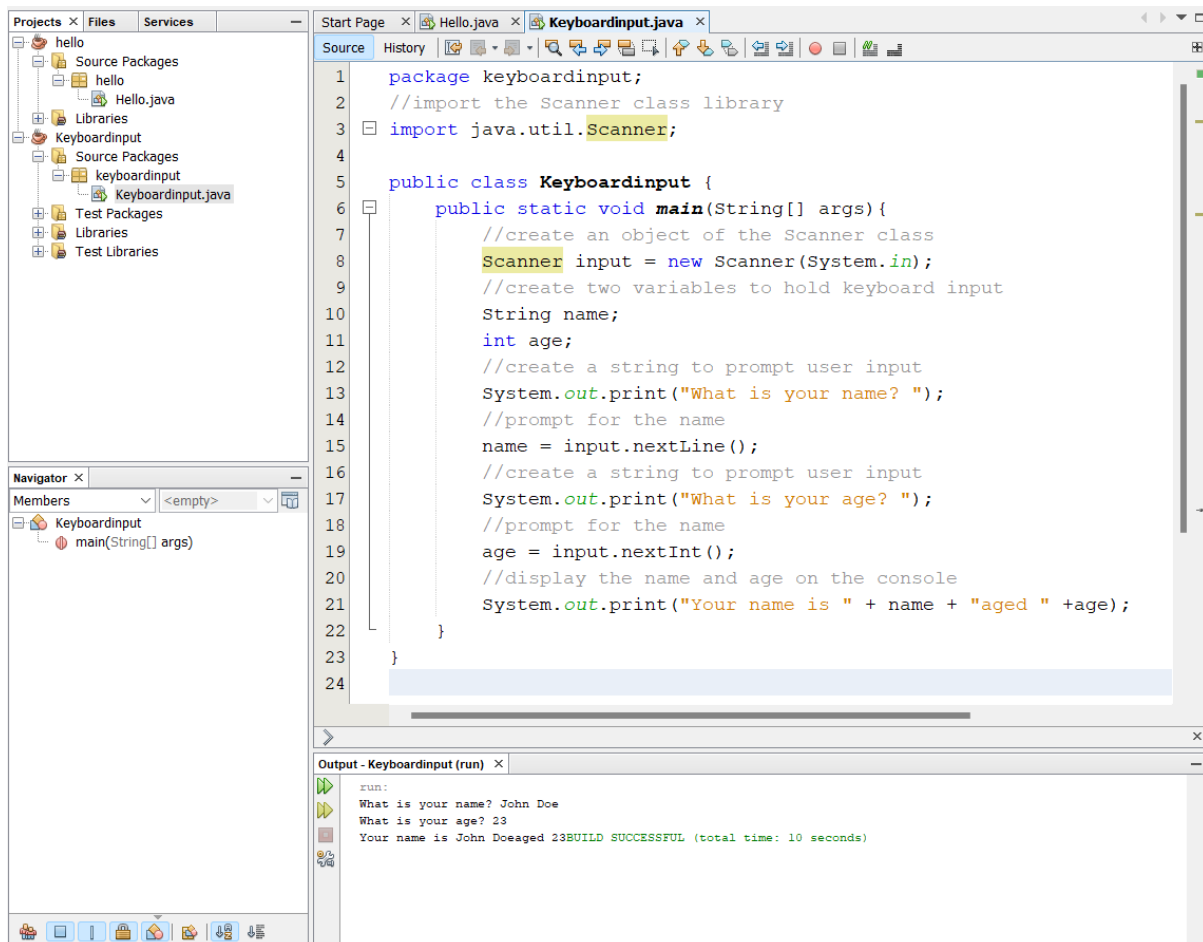 Projects Files Services
hello
Source Packages
hello
Hello.java
Libraries
Keyboardinput
Source Packages
keyboardinput
Keyboardinput.java
Test Packages
Libraries
Test Libraries
Navigator
Members <empty>
Keyboardinput
main(String[] args)
Start Page Hello.java Keyboardinput.java
Source History
1 package keyboardinput;
2 //import the Scanner class library
3 import java.util.Scanner;
4
5 public class Keyboardinput {
6 public static void main(String[] args){
7 //create an object of the Scanner class
8 Scanner input = new Scanner(System.in);
9 //create two variables to hold keyboard input
10 String name;
11 int age;
12 //create a string to prompt user input
13 System.out.print("What is your name? ");
14 //prompt for the name
15 name = input.nextLine();
16 //create a string to prompt user input
17 System.out.print("What is your age? ");
18 //prompt for the name
19 age = input.nextInt();
20 //display the name and age on the console
21 System.out.print("Your name is " + name + "aged " +age);
22 }
23 }
24
Output - Keyboardinput (run)
run:
What is your name? John Doe
What is your age? 23
Your name is John Doeaged 23BUILD SUCCESSFUL (total time: 10 seconds)